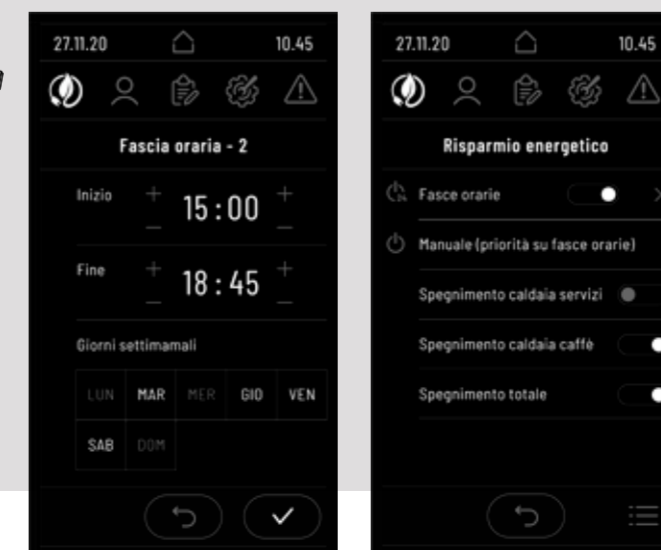 27.11.20 10.45
Fascia oraria - 2
Inizio 15:00
Fine 18:45
Giorni settimamali
LUN MAR MER GIO VEN
SAB DOM
27.11.20 10.45
Risparmio energetico
Fasce orarie
Manuale (priorità su fasce orarie)
Spegnimento caldaia servizi
Spegnimento caldaia caffè
Spegnimento totale